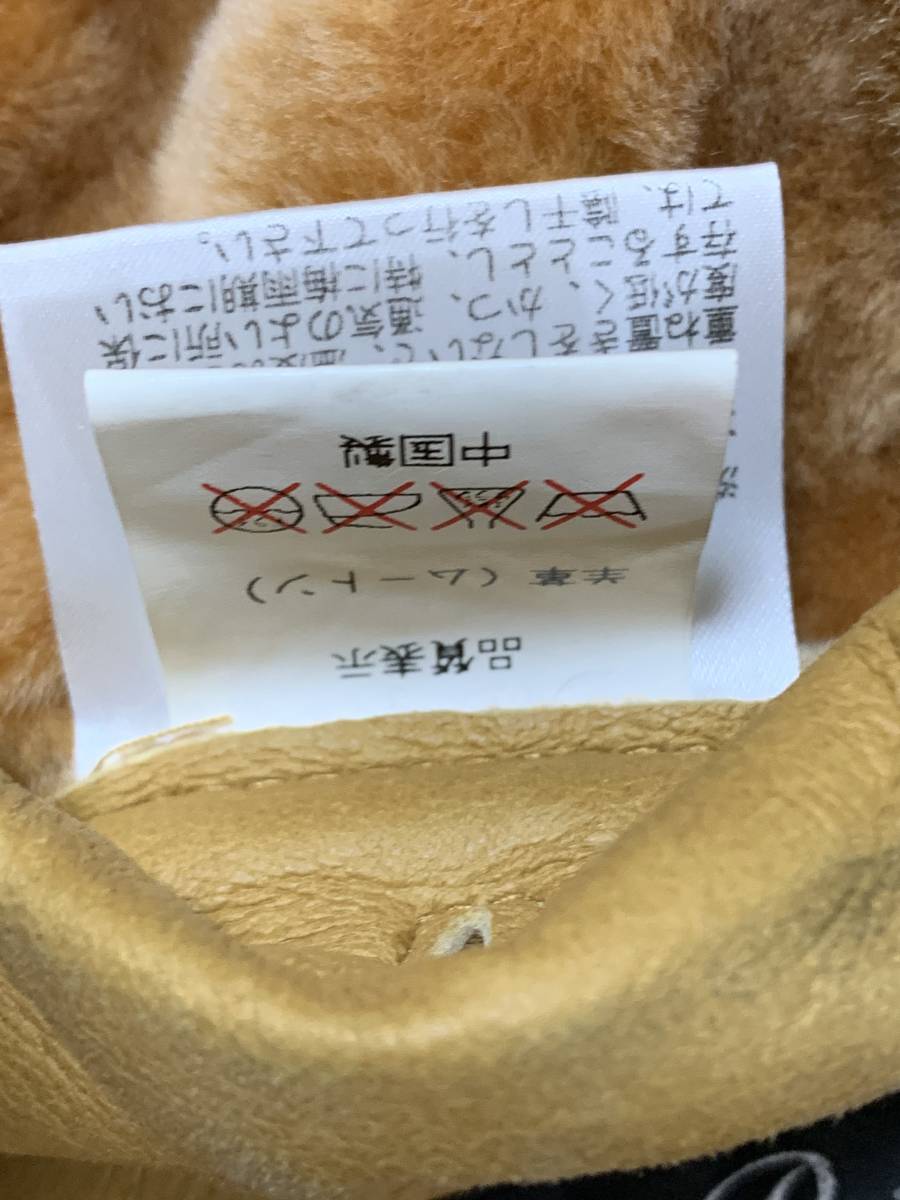 品質表示
羊革(ムートン)
中国製
重ね置きをしないで、温
度が低く、かつ、通気のよい所に保
存することとし、特に梅雨期におい
ては、陰干しを行って下さい。